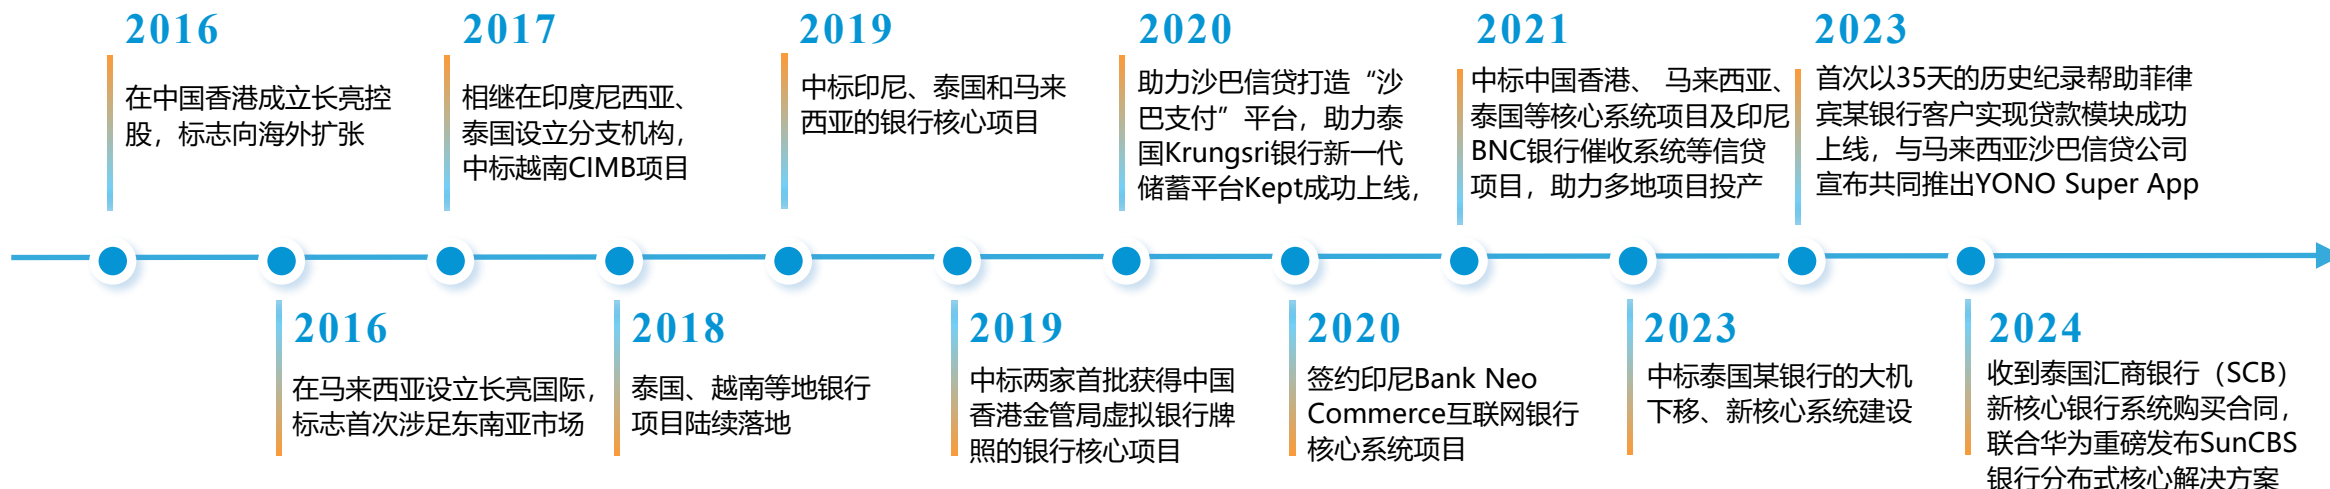 2016
在中国香港成立长亮控
股，标志向海外扩张
2017
相继在印度尼西亚、
泰国设立分支机构，
中标越南CIMB项目
2019
中标印尼、泰国和马来
西亚的银行核心项目
2020
助力沙巴信贷打造“沙
巴支付”平台，助力泰
国Krungsri银行新一代
储蓄平台Kept成功上线，
2021
中标中国香港、 马来西亚、
泰国等核心系统项目及印尼
BNC银行催收系统等信贷
项目，助力多地项目投产
2023
首次以35天的历史纪录帮助菲律
宾某银行客户实现贷款模块成功
上线，与马来西亚沙巴信贷公司
宣布共同推出YONO Super App
2016
在马来西亚设立长亮国际，
标志首次涉足东南亚市场
2018
泰国、越南等地银行
项目陆续落地
2019
中标两家首批获得中国
香港金管局虚拟银行牌
照的银行核心项目
2020
签约印尼Bank Neo
Commerce互联网银行
核心系统项目
2023
中标泰国某银行的大机
下移、新核心系统建设
2024
收到泰国汇商银行（SCB）
新核心银行系统购买合同，
联合华为重磅发布SunCBS
银行分布式核心解决方案